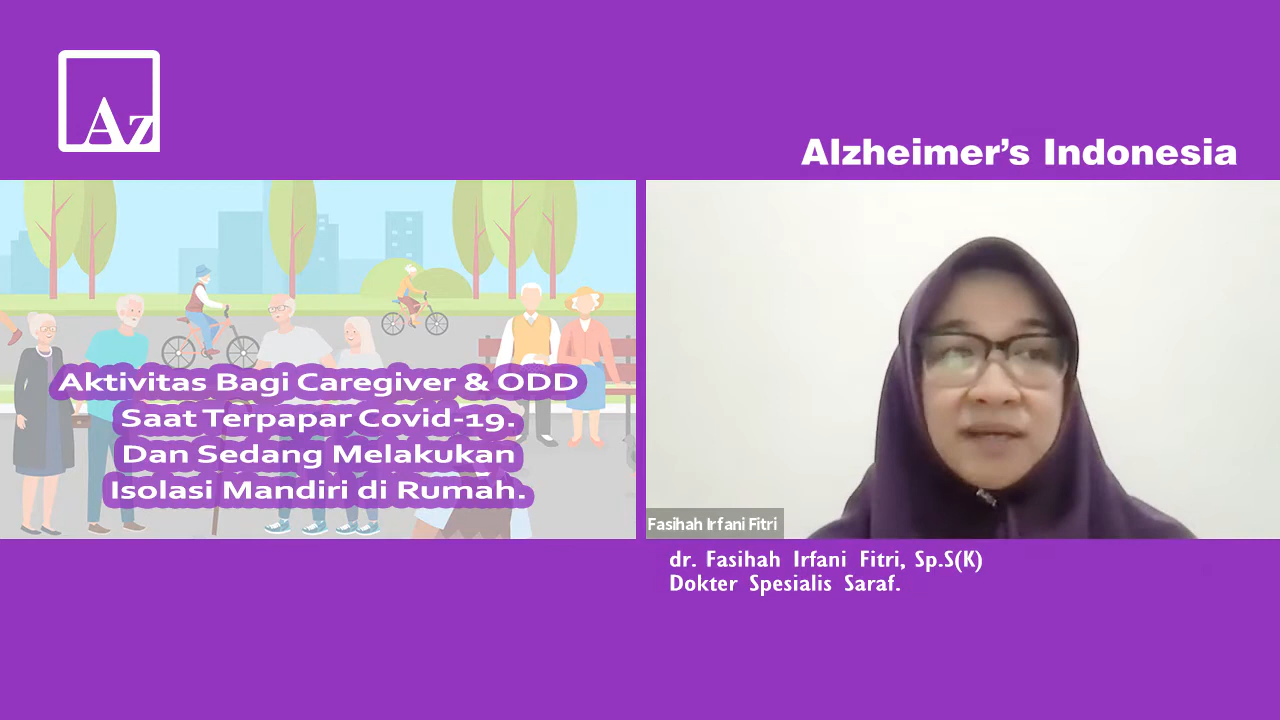 Az
Alzheimer's Indonesia
Aktivitas Bagi Caregiver & ODD
Saat Terpapar Covid-19.
Dan Sedang Melakukan
Isolasi Mandiri di Rumah.
Fasihah Irfani Fitri
dr. Fasihah Irfani Fitri, Sp.S(K)
Dokter Spesialis Saraf.